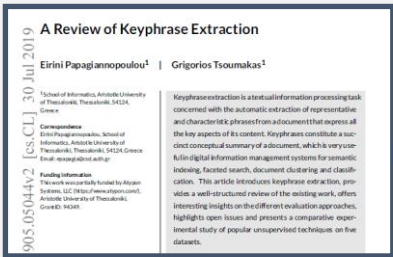 A Review of Keyphrase Extraction
Eirini Papagiannopoulou¹ | Grigorios Tsoumakas¹
905.05044v2 [cs.CL] 30 Jul 2019
¹School of Informatics, Aristotle University
of Thessaloniki, Thessaloniki, 54124,
Greece
Correspondence
Eirini Papagiannopoulou, School of
Informatics, Aristotle University of
Thessaloniki, Thessaloniki, 54124, Greece
Email: epapagia@csd.auth.gr
Funding information
This work was partially funded by Atypon
Systems, LLC (https://www.atypon.com/),
Aristotle University of Thessaloniki.
Grant ID: 94349.
Keyphrase extraction is a textual information processing task
concerned with the automatic extraction of representative
and characteristic phrases from a document that express all
the key aspects of its content. Keyphrases constitute a suc-
cinct conceptual summary of a document, which is very use-
ful in digital information management systems for semantic
indexing, faceted search, document clustering and classifi-
cation. This article introduces keyphrase extraction, pro-
vides a well-structured review of the existing work, offers
interesting insights on the different evaluation approaches,
highlights open issues and presents a comparative exper-
imental study of popular unsupervised techniques on five
datasets.